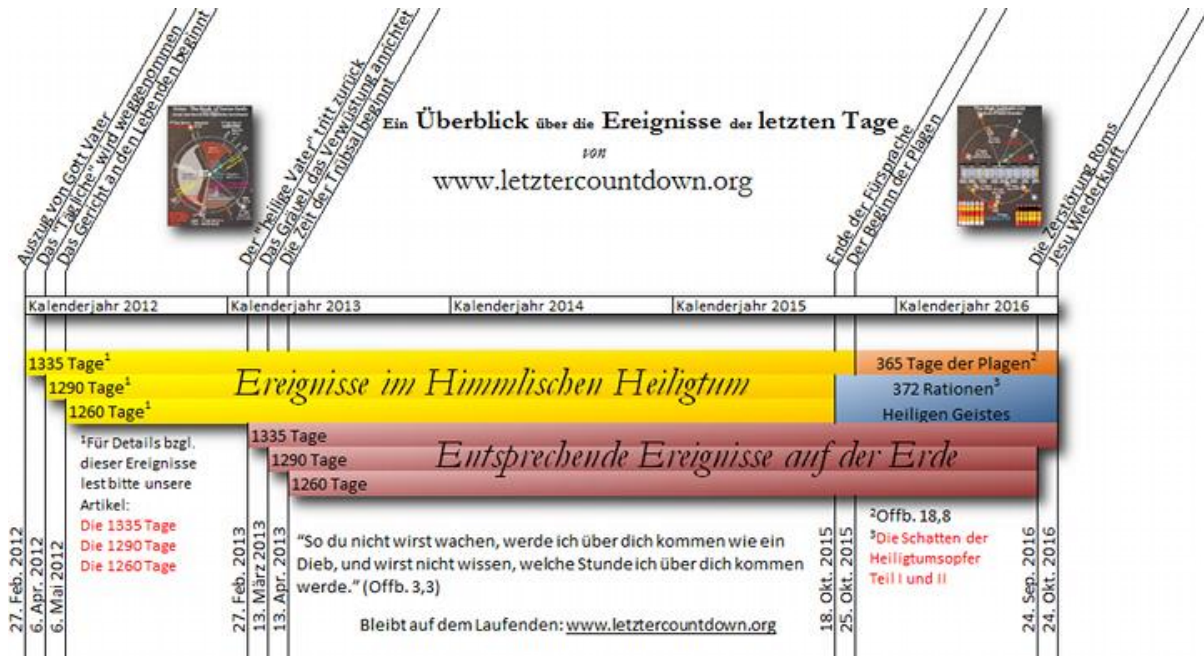 Auszug von Gott Vater
Das "Tägliche" wird weggenommen
Das Gericht an den Lebenden beginnt
Der "heilige Vater" tritt zurück
Das Gräuel, das Verwüstung anrichtet
Die Zeit der Trübsal beginnt
Ein Überblick über die Ereignisse der letzten Tage
von
www.letztercountdown.org
Ende der Fürsprache
Der Beginn der Plagen
Die Zerstörung Roms
Jesu Wiederkunft
Kalenderjahr 2012
Kalenderjahr 2013
Kalenderjahr 2014
Kalenderjahr 2015
Kalenderjahr 2016
1335 Tage¹
1290 Tage¹
1260 Tage¹
Ereignisse im Himmlischen Heiligtum
365 Tage der Plagen²
372 Rationen³
Heiligen Geistes
1335 Tage
1290 Tage
1260 Tage
Entsprechende Ereignisse auf der Erde
¹Für Details bzgl.
dieser Ereignisse
lest bitte unsere
Artikel:
Die 1335 Tage
Die 1290 Tage
Die 1260 Tage
"So du nicht wirst wachen, werde ich über dich kommen wie ein
Dieb, und wirst nicht wissen, welche Stunde ich über dich kommen
werde." (Offb. 3,3)
Bleibt auf dem Laufenden: www.letztercountdown.org
²Offb. 18,8
³Die Schatten der
Heiligtumsopfer
Teil I und II
27. Feb. 2012
6. Apr. 2012
6. Mai 2012
27. Feb. 2013
13. März 2013
13. Apr. 2013
18. Okt. 2015
25. Okt. 2015
24. Sep. 2016
24. Okt. 2016